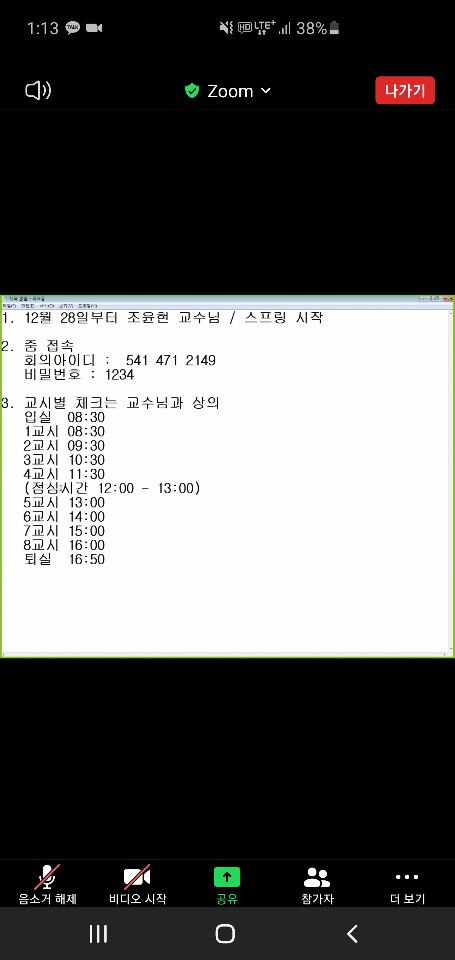 1:13 TALK HD LTE+ 38%
Zoom 나가기
1. 12월 28일부터 조윤현 교수님 / 스프링 시작
2. 줌 접속
회의아이디 : 541 471 2149
비밀번호 : 1234
3. 교시별 체크는 교수님과 상의
입실 08:30
1교시 08:30
2교시 09:30
3교시 10:30
4교시 11:30
(점심시간 12:00 - 13:00)
5교시 13:00
6교시 14:00
7교시 15:00
8교시 16:00
퇴실 16:50
음소거 해제 비디오 시작 공유 참가자 더 보기